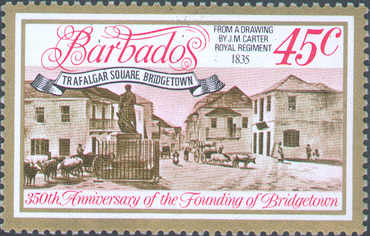 Barbados
FROM A DRAWING
BY J.M. CARTER
ROYAL REGIMENT
1835
45c
TRAFALGAR SQUARE, BRIDGETOWN
350th Anniversary of the Founding of Bridgetown